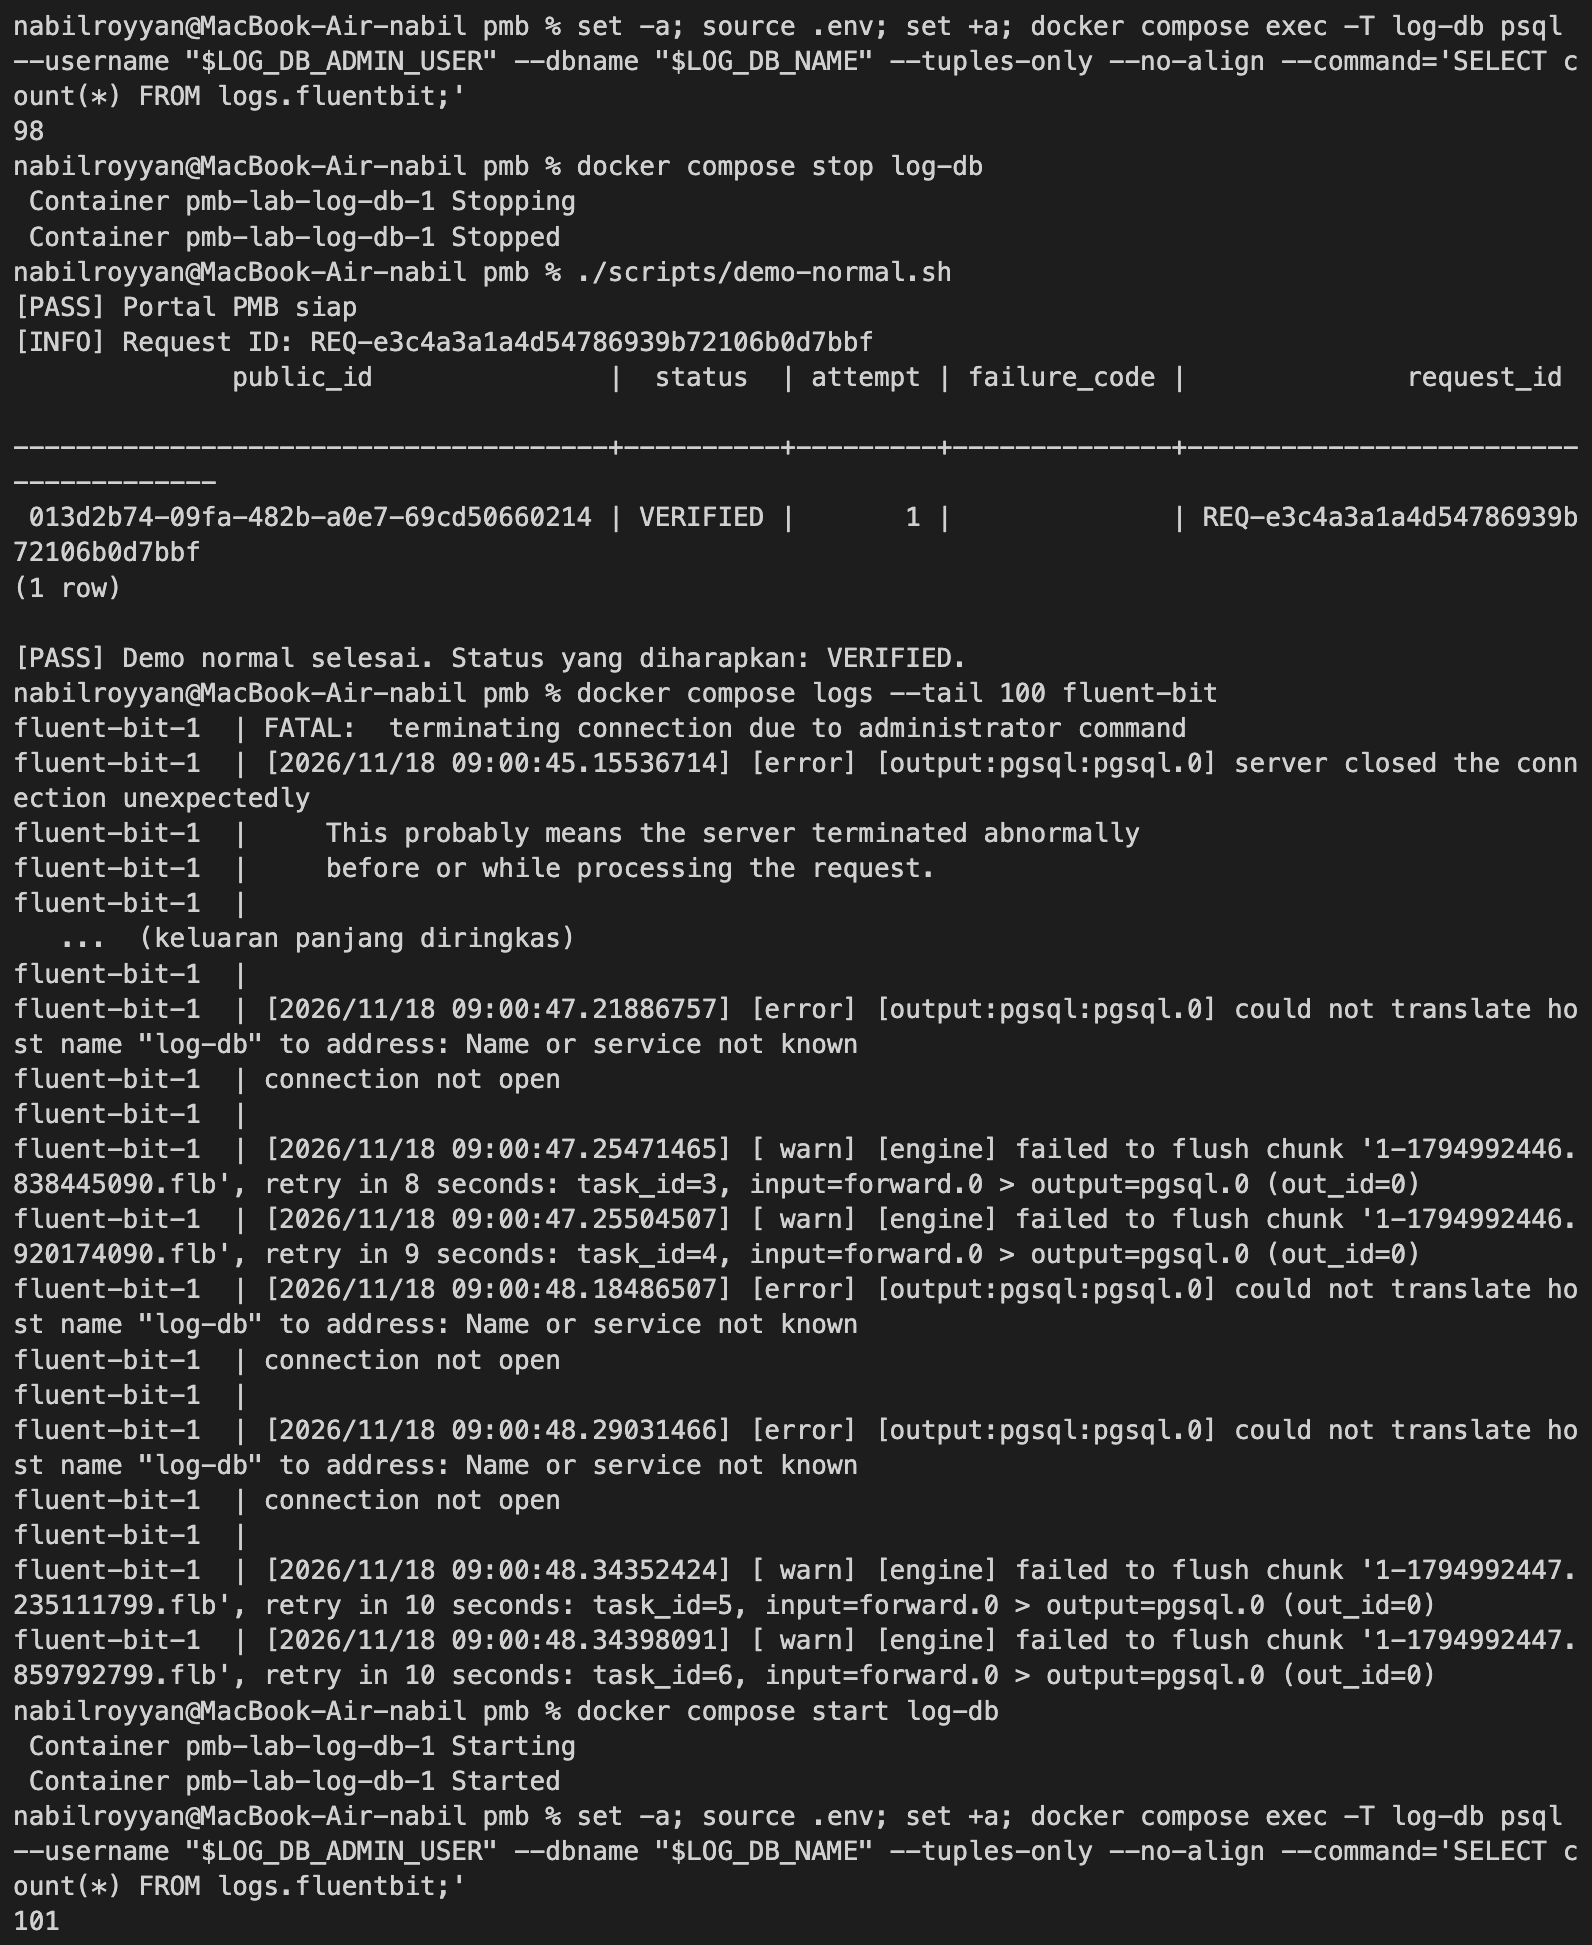 nabilroyyan@MacBook-Air-nabil pmb % set -a; source .env; set +a; docker compose exec -T log-db psql
--username "$LOG_DB_ADMIN_USER" --dbname "$LOG_DB_NAME" --tuples-only --no-align --command='SELECT c
ount(*) FROM logs.fluentbit;'
98
nabilroyyan@MacBook-Air-nabil pmb % docker compose stop log-db
 Container pmb-lab-log-db-1 Stopping
 Container pmb-lab-log-db-1 Stopped
nabilroyyan@MacBook-Air-nabil pmb % ./scripts/demo-normal.sh
[PASS] Portal PMB siap
[INFO] Request ID: REQ-e3c4a3a1a4d54786939b72106b0d7bbf
              public_id               |  status  | attempt | failure_code |              request_id
--------------------------------------+----------+---------+--------------+-------------------------
-------------
 013d2b74-09fa-482b-a0e7-69cd50660214 | VERIFIED |       1 |              | REQ-e3c4a3a1a4d54786939b
72106b0d7bbf
(1 row)
[PASS] Demo normal selesai. Status yang diharapkan: VERIFIED.
nabilroyyan@MacBook-Air-nabil pmb % docker compose logs --tail 100 fluent-bit
fluent-bit-1  | FATAL:  terminating connection due to administrator command
fluent-bit-1  | [2026/11/18 09:00:45.15536714] [error] [output:pgsql:pgsql.0] server closed the conn
ection unexpectedly
fluent-bit-1  |     This probably means the server terminated abnormally
fluent-bit-1  |     before or while processing the request.
fluent-bit-1  |
   ...  (keluaran panjang diringkas)
fluent-bit-1  |
fluent-bit-1  | [2026/11/18 09:00:47.21886757] [error] [output:pgsql:pgsql.0] could not translate ho
st name "log-db" to address: Name or service not known
fluent-bit-1  | connection not open
fluent-bit-1  |
fluent-bit-1  | [2026/11/18 09:00:47.25471465] [ warn] [engine] failed to flush chunk '1-1794992446.
838445090.flb', retry in 8 seconds: task_id=3, input=forward.0 > output=pgsql.0 (out_id=0)
fluent-bit-1  | [2026/11/18 09:00:47.25504507] [ warn] [engine] failed to flush chunk '1-1794992446.
920174090.flb', retry in 9 seconds: task_id=4, input=forward.0 > output=pgsql.0 (out_id=0)
fluent-bit-1  | [2026/11/18 09:00:48.18486507] [error] [output:pgsql:pgsql.0] could not translate ho
st name "log-db" to address: Name or service not known
fluent-bit-1  | connection not open
fluent-bit-1  |
fluent-bit-1  | [2026/11/18 09:00:48.29031466] [error] [output:pgsql:pgsql.0] could not translate ho
st name "log-db" to address: Name or service not known
fluent-bit-1  | connection not open
fluent-bit-1  |
fluent-bit-1  | [2026/11/18 09:00:48.34352424] [ warn] [engine] failed to flush chunk '1-1794992447.
235111799.flb', retry in 10 seconds: task_id=5, input=forward.0 > output=pgsql.0 (out_id=0)
fluent-bit-1  | [2026/11/18 09:00:48.34398091] [ warn] [engine] failed to flush chunk '1-1794992447.
859792799.flb', retry in 10 seconds: task_id=6, input=forward.0 > output=pgsql.0 (out_id=0)
nabilroyyan@MacBook-Air-nabil pmb % docker compose start log-db
 Container pmb-lab-log-db-1 Starting
 Container pmb-lab-log-db-1 Started
nabilroyyan@MacBook-Air-nabil pmb % set -a; source .env; set +a; docker compose exec -T log-db psql
--username "$LOG_DB_ADMIN_USER" --dbname "$LOG_DB_NAME" --tuples-only --no-align --command='SELECT c
ount(*) FROM logs.fluentbit;'
101